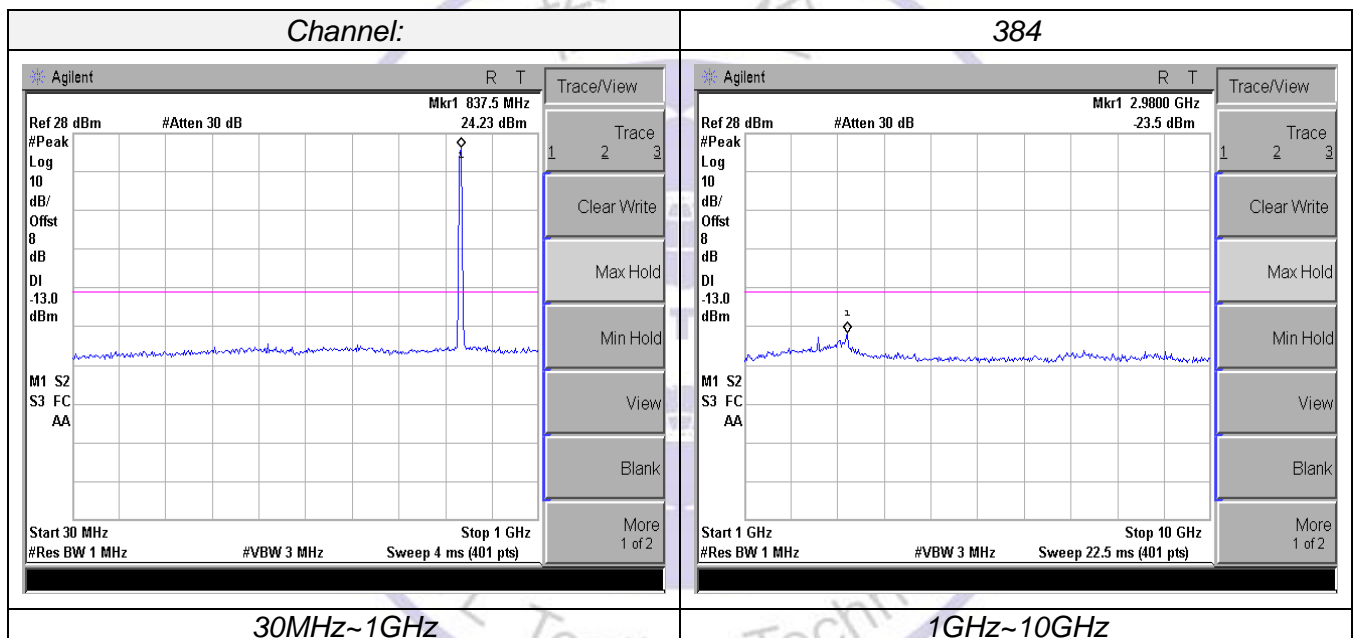 Channel:
384
Agilent
R T
Mkr1 837.5 MHz
Ref 28 dBm #Atten 30 dB 24.23 dBm
#Peak
Log
10
dB/
Offst
8
dB
DI
-13.0
dBm
M1 S2
S3 FC
AA
1
Start 30 MHz Stop 1 GHz
#Res BW 1 MHz #VBW 3 MHz Sweep 4 ms (401 pts)
Trace/View
Trace
1 2 3
Clear Write
Max Hold
Min Hold
View
Blank
More
1 of 2
Agilent
R T
Mkr1 2.9800 GHz
Ref 28 dBm #Atten 30 dB -23.5 dBm
#Peak
Log
10
dB/
Offst
8
dB
DI
-13.0
dBm
M1 S2
S3 FC
AA
1
Start 1 GHz Stop 10 GHz
#Res BW 1 MHz #VBW 3 MHz Sweep 22.5 ms (401 pts)
Trace/View
Trace
1 2 3
Clear Write
Max Hold
Min Hold
View
Blank
More
1 of 2
30MHz~1GHz
1GHz~10GHz